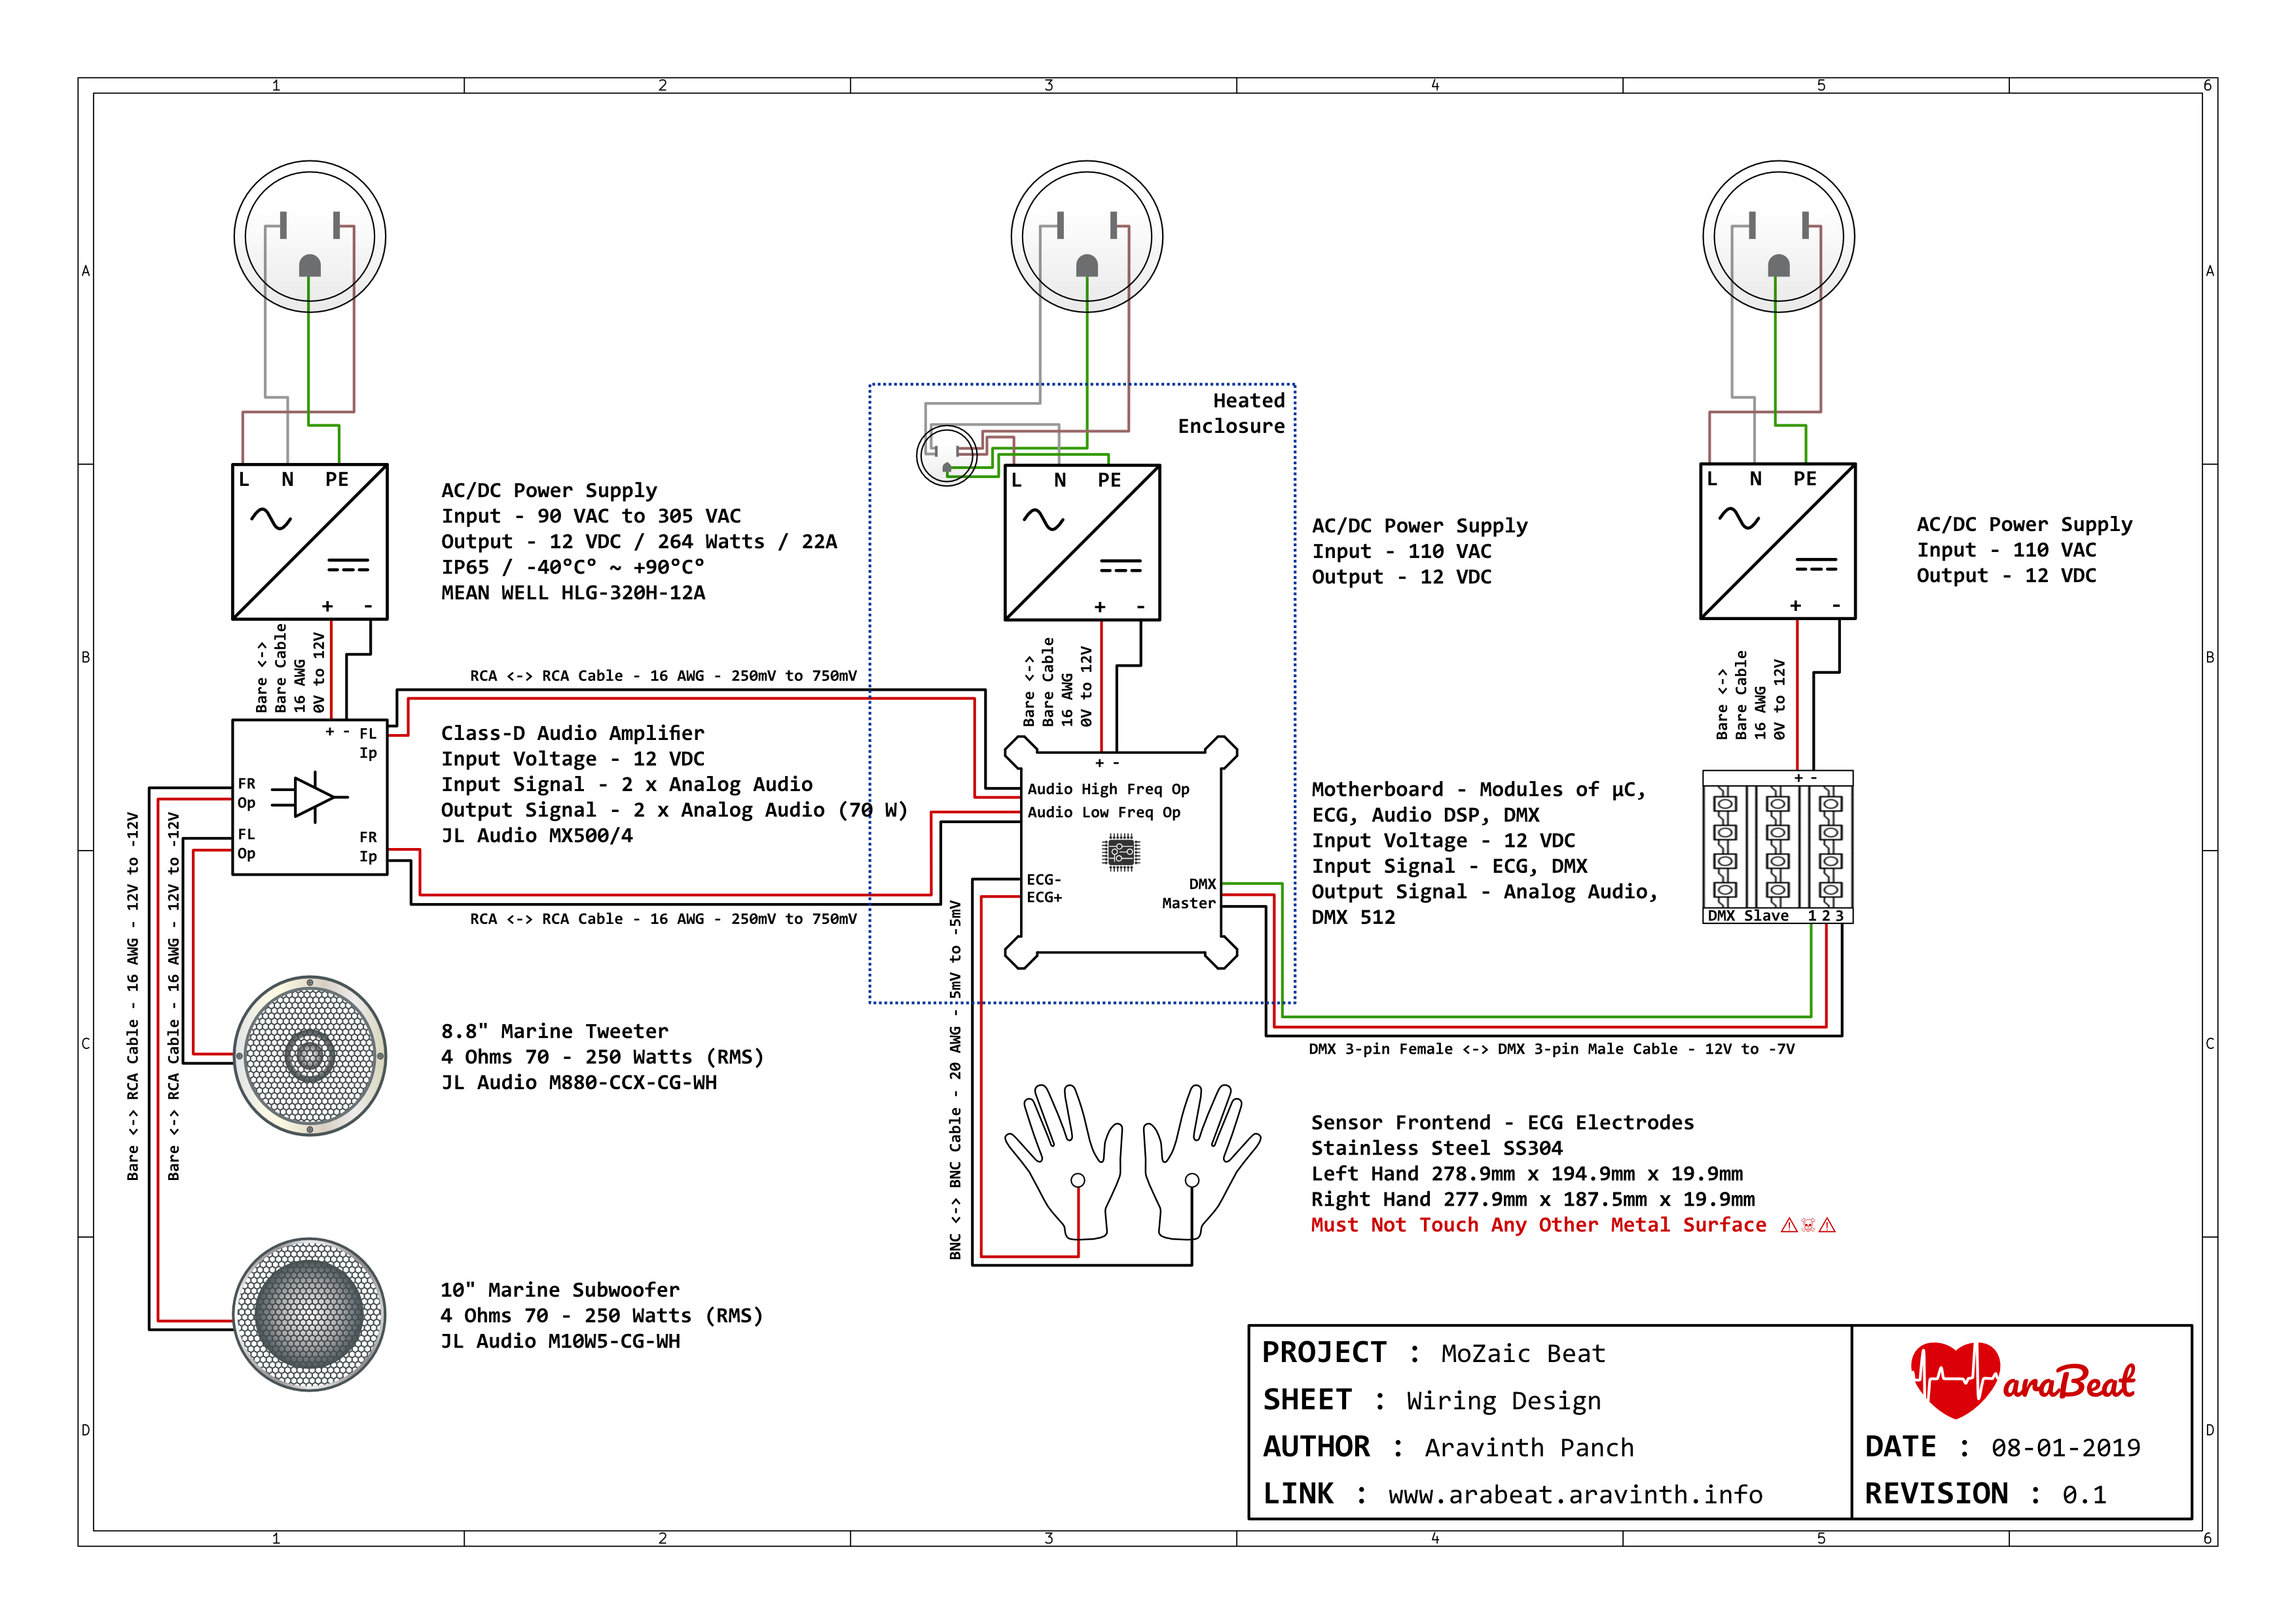 1 2 3 4 5 6
A A
B B
C C
D D
1 2 3 4 5 6
L N PE
+ -
AC/DC Power Supply
Input - 90 VAC to 305 VAC
Output - 12 VDC / 264 Watts / 22A
IP65 / -40°C° ~ +90°C°
MEAN WELL HLG-320H-12A
Bare <->
Bare Cable
16 AWG
0V to 12V
+ - FL
Ip
FR
Op
FL
Op
FR
Ip
Class-D Audio Amplifier
Input Voltage - 12 VDC
Input Signal - 2 x Analog Audio
Output Signal - 2 x Analog Audio (70 W)
JL Audio MX500/4
RCA <-> RCA Cable - 16 AWG - 250mV to 750mV
RCA <-> RCA Cable - 16 AWG - 250mV to 750mV
Bare <-> RCA Cable - 16 AWG - 12V to -12V
Bare <-> RCA Cable - 16 AWG - 12V to -12V
8.8" Marine Tweeter
4 Ohms 70 - 250 Watts (RMS)
JL Audio M880-CCX-CG-WH
10" Marine Subwoofer
4 Ohms 70 - 250 Watts (RMS)
JL Audio M10W5-CG-WH
Heated
Enclosure
L N PE
+ -
AC/DC Power Supply
Input - 110 VAC
Output - 12 VDC
Bare <->
Bare Cable
16 AWG
0V to 12V
+ -
Audio High Freq Op
Audio Low Freq Op
ECG-
ECG+
DMX
Master
Motherboard - Modules of µC,
ECG, Audio DSP, DMX
Input Voltage - 12 VDC
Input Signal - ECG, DMX
Output Signal - Analog Audio,
DMX 512
BNC <-> BNC Cable - 20 AWG - 5mV to -5mV
L N PE
+ -
AC/DC Power Supply
Input - 110 VAC
Output - 12 VDC
Bare <->
Bare Cable
16 AWG
0V to 12V
+ -
DMX Slave 1 2 3
DMX 3-pin Female <-> DMX 3-pin Male Cable - 12V to -7V
Sensor Frontend - ECG Electrodes
Stainless Steel SS304
Left Hand 278.9mm x 194.9mm x 19.9mm
Right Hand 277.9mm x 187.5mm x 19.9mm
Must Not Touch Any Other Metal Surface ⚠☠⚠
PROJECT : MoZaic Beat
SHEET : Wiring Design
AUTHOR : Aravinth Panch
LINK : www.arabeat.aravinth.info
araBeat
DATE : 08-01-2019
REVISION : 0.1